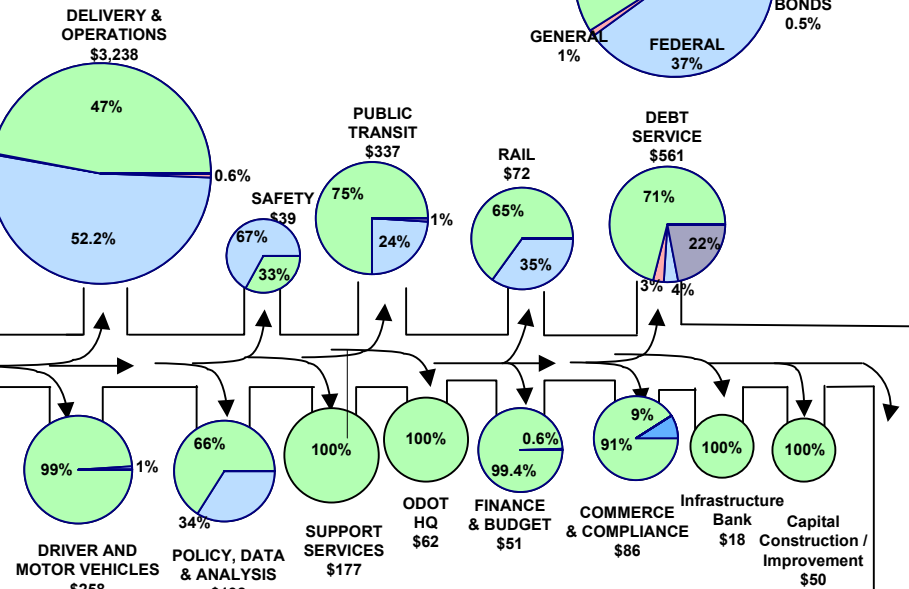 DELIVERY &
OPERATIONS
$3,238
47%
0.6%
52.2%
BONDS
0.5%
GENERAL
1%
FEDERAL
37%
SAFETY
$39
67%
33%
PUBLIC
TRANSIT
$337
75%
1%
24%
RAIL
$72
65%
35%
DEBT
SERVICE
$561
71%
22%
3%
4%
99%
1%
DRIVER AND
MOTOR VEHICLES
$258
66%
34%
POLICY, DATA
& ANALYSIS
100%
SUPPORT
SERVICES
$177
100%
ODOT
HQ
$62
0.6%
99.4%
FINANCE
& BUDGET
$51
9%
91%
COMMERCE
& COMPLIANCE
$86
100%
Infrastructure
Bank
$18
100%
Capital
Construction /
Improvement
$50